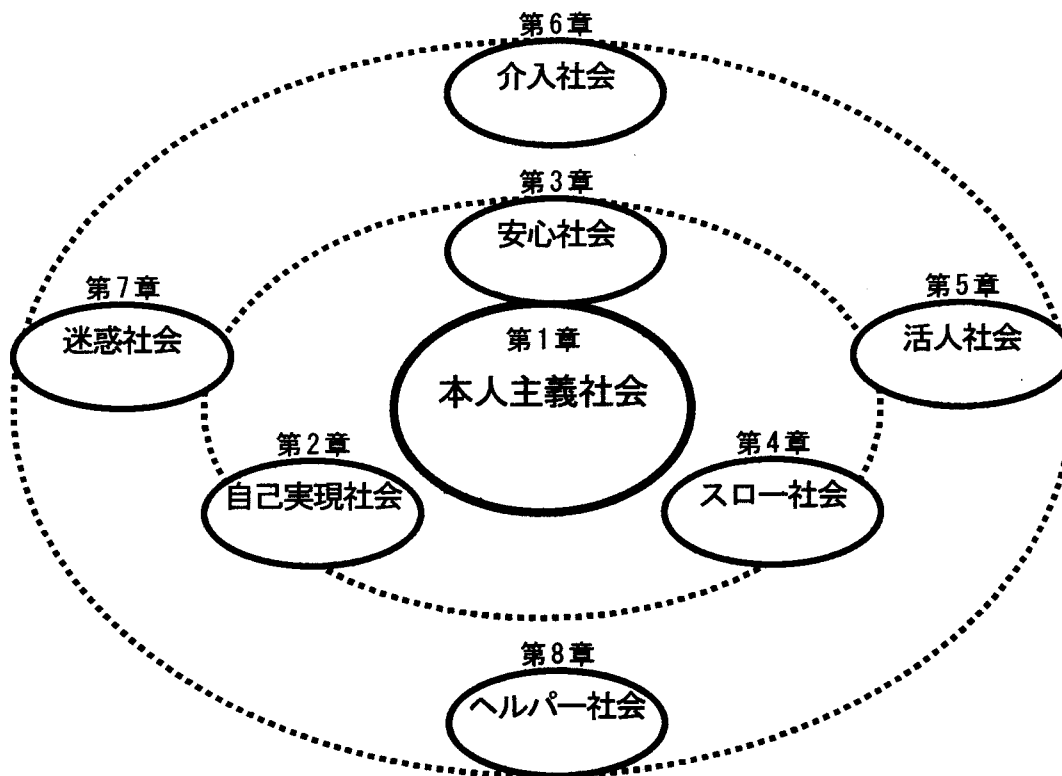 第6章
介入社会
第3章
安心社会
第7章
迷惑社会
第5章
活人社会
第1章
本人主義社会
第2章
自己実現社会
第4章
スロー社会
第8章
ヘルパー社会